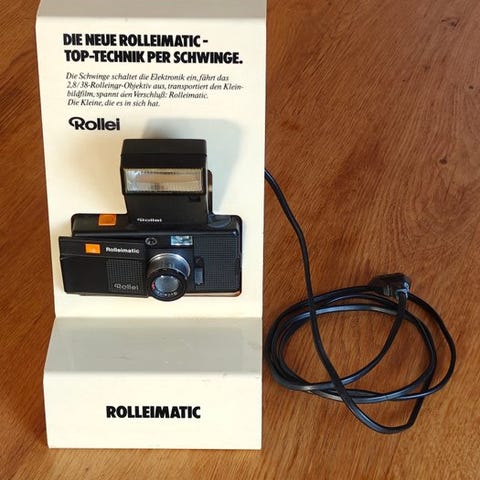 DIE NEUE ROLLEIMATIC -
TOP-TECHNIK PER SCHWINGE.
Die Schwinge schaltet die Elektronik ein, fährt das
2,8/38-Rolleinar-Objektiv aus, transportiert den Klein-
bildfilm, spannt den Verschluß: Rolleimatic.
Die Kleine, die es in sich hat.
Rollei
Rollei
Rolleimatic
Rollei
ROLLEIMATIC